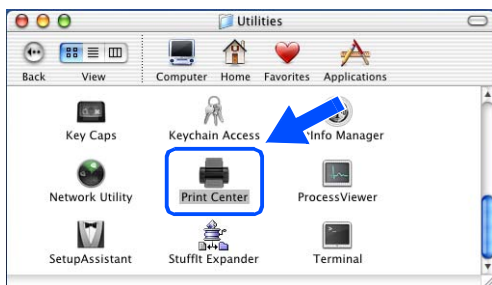 Utilities
Back View Computer Home Favorites Applications
Key Caps Keychain Access Info Manager
Network Utility Print Center ProcessViewer
SetupAssistant StuffIt Expander Terminal